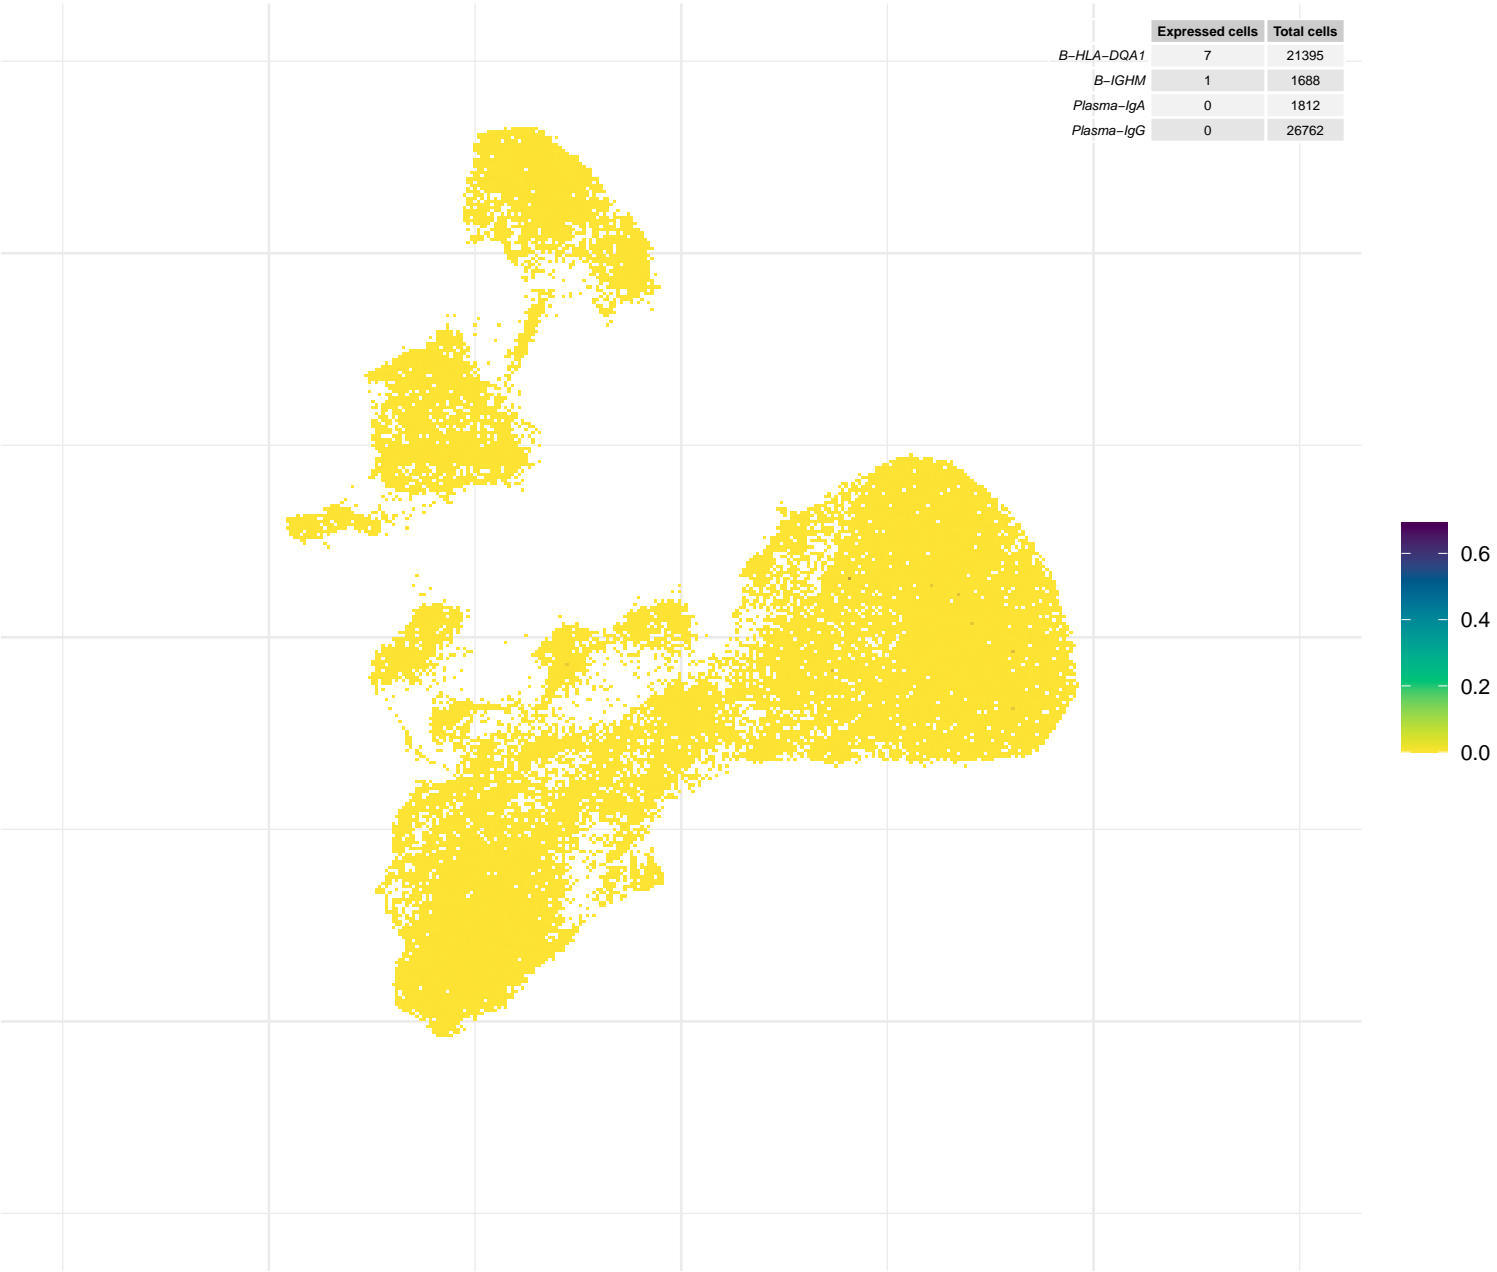 Expressed cells Total cells
B−HLA−DQA1 7 21395
B−IGHM 1 1688
Plasma−IgA 0 1812
Plasma−IgG 0 26762
0.6
0.4
0.2
0.0